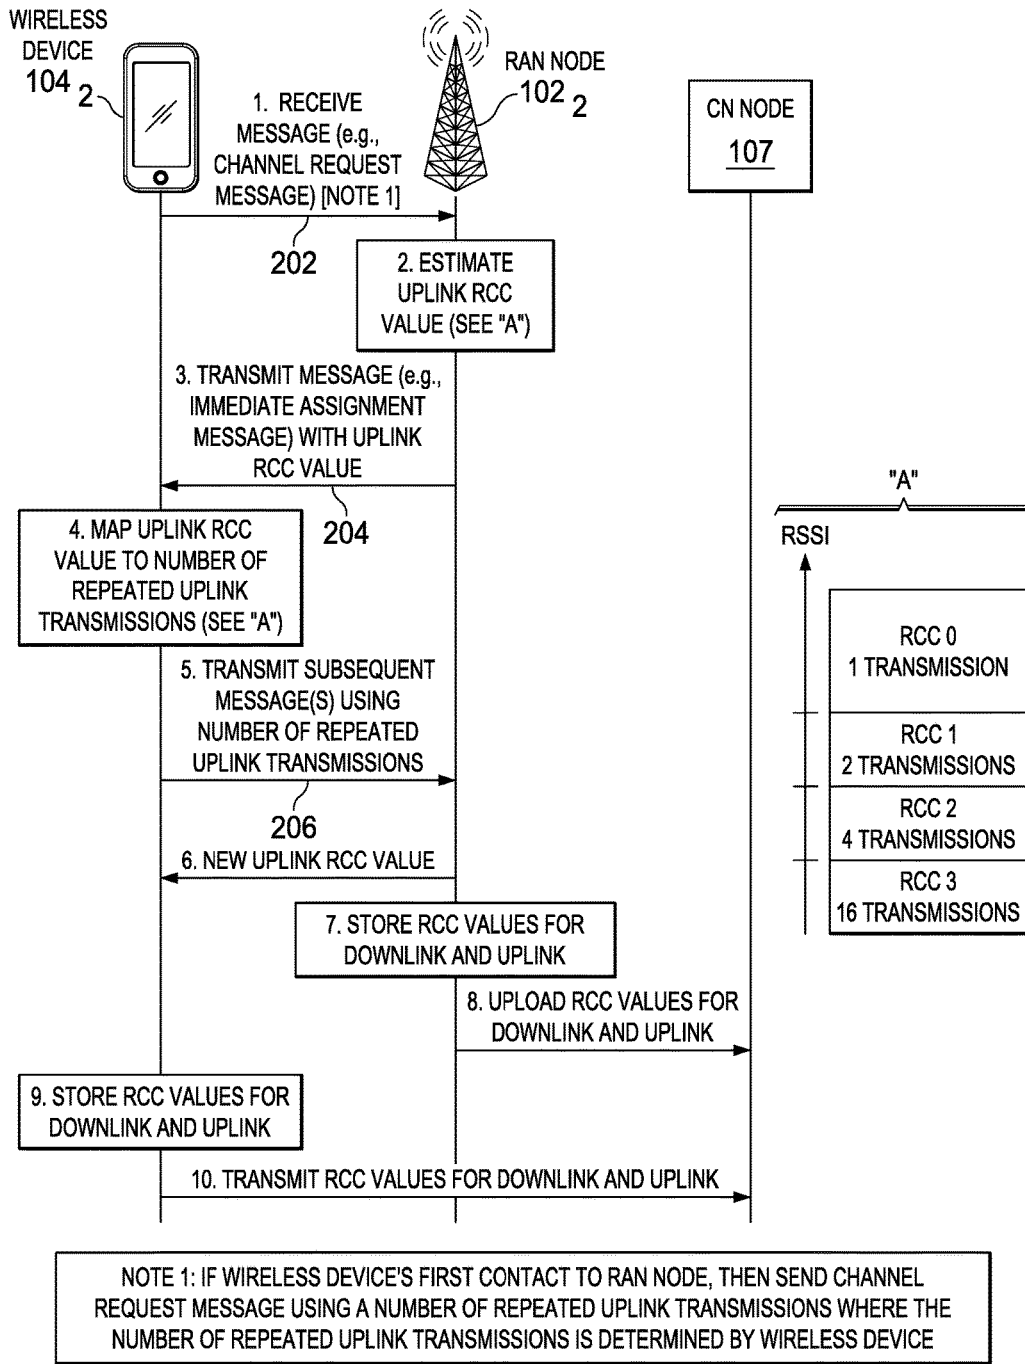 WIRELESS
DEVICE
104 2
RAN NODE
102 2
CN NODE
107
1. RECEIVE
MESSAGE (e.g.,
CHANNEL REQUEST
MESSAGE) [NOTE 1]
202
2. ESTIMATE
UPLINK RCC
VALUE (SEE "A")
3. TRANSMIT MESSAGE (e.g.,
IMMEDIATE ASSIGNMENT
MESSAGE) WITH UPLINK
RCC VALUE
204
4. MAP UPLINK RCC
VALUE TO NUMBER OF
REPEATED UPLINK
TRANSMISSIONS (SEE "A")
5. TRANSMIT SUBSEQUENT
MESSAGE(S) USING
NUMBER OF REPEATED
UPLINK TRANSMISSIONS
206
6. NEW UPLINK RCC VALUE
7. STORE RCC VALUES FOR
DOWNLINK AND UPLINK
8. UPLOAD RCC VALUES FOR
DOWNLINK AND UPLINK
9. STORE RCC VALUES FOR
DOWNLINK AND UPLINK
10. TRANSMIT RCC VALUES FOR DOWNLINK AND UPLINK
"A"
RSSI
RCC 0
1 TRANSMISSION
RCC 1
2 TRANSMISSIONS
RCC 2
4 TRANSMISSIONS
RCC 3
16 TRANSMISSIONS
NOTE 1: IF WIRELESS DEVICE'S FIRST CONTACT TO RAN NODE, THEN SEND CHANNEL
REQUEST MESSAGE USING A NUMBER OF REPEATED UPLINK TRANSMISSIONS WHERE THE
NUMBER OF REPEATED UPLINK TRANSMISSIONS IS DETERMINED BY WIRELESS DEVICE